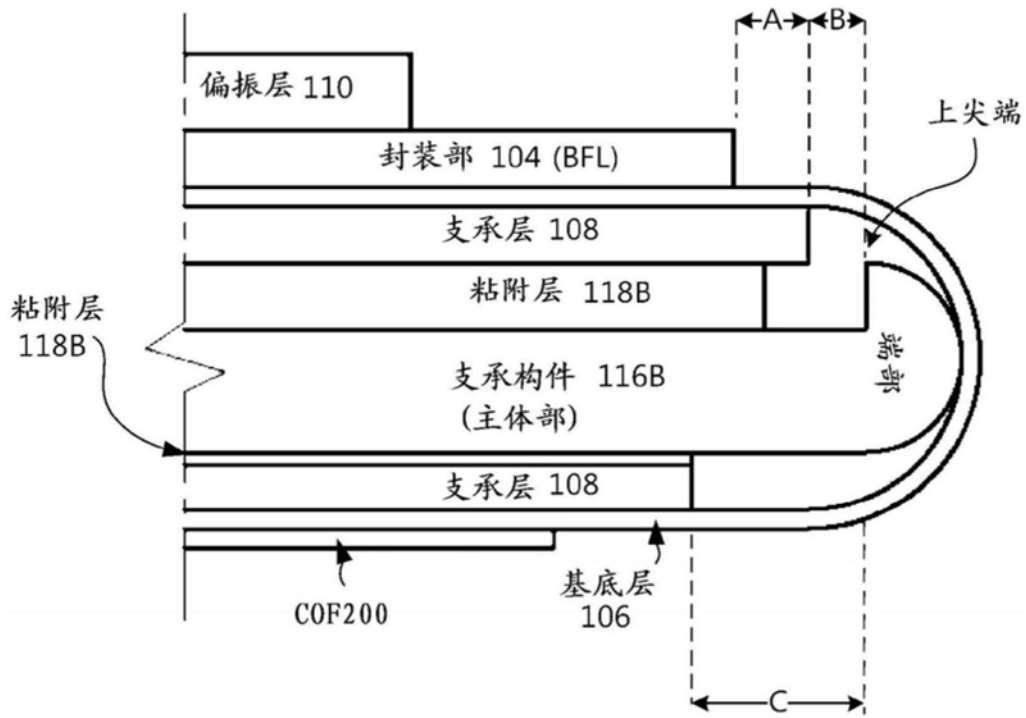 A
B
偏振层 110
上尖端
封装部 104 (BFL)
支承层 108
粘附层 118B
粘附层
118B
端部
支承构件 116B
(主体部)
支承层 108
基底层
106
COF200
C